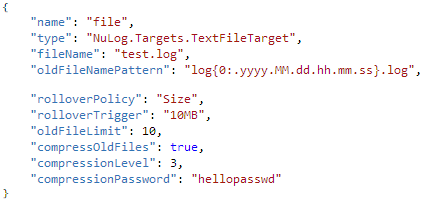 {
    "name": "file",
    "type": "NuLog.Targets.TextFileTarget",
    "fileName": "test.log",
    "oldFileNamePattern": "log{0:.yyyy.MM.dd.hh.mm.ss}.log",

    "rolloverPolicy": "Size",
    "rolloverTrigger": "10MB",
    "oldFileLimit": 10,
    "compressOldFiles": true,
    "compressionLevel": 3,
    "compressionPassword": "hellopasswd"
}